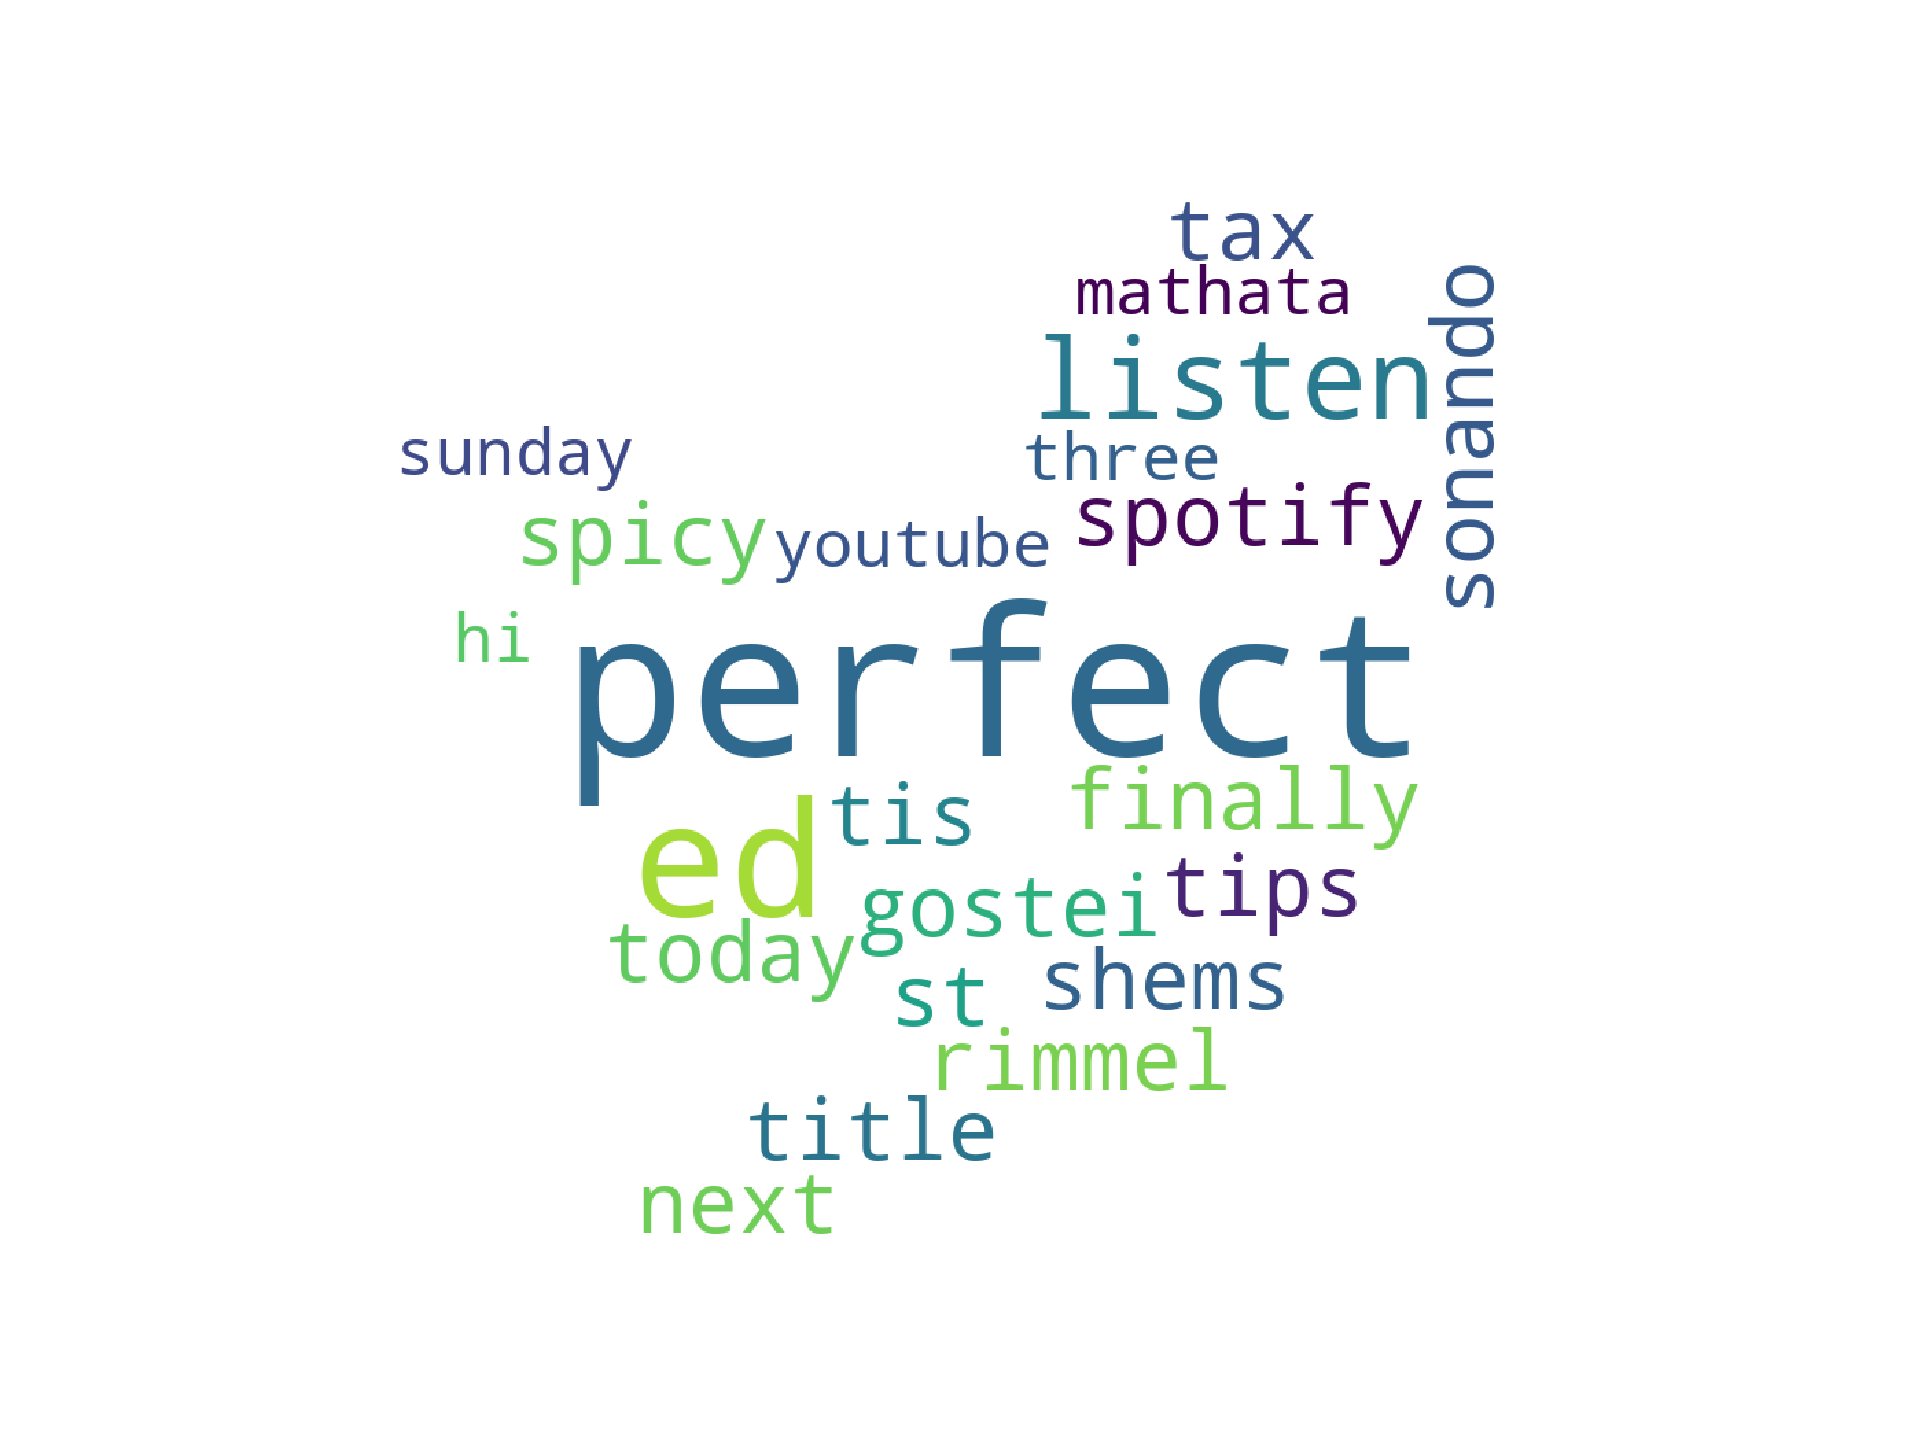 tax
mathata
listen
sonando
sunday
three
spicy
youtube
spotify
hi
perfect
ed
tis
finally
today
gostei
tips
st
shems
rimmel
title
next